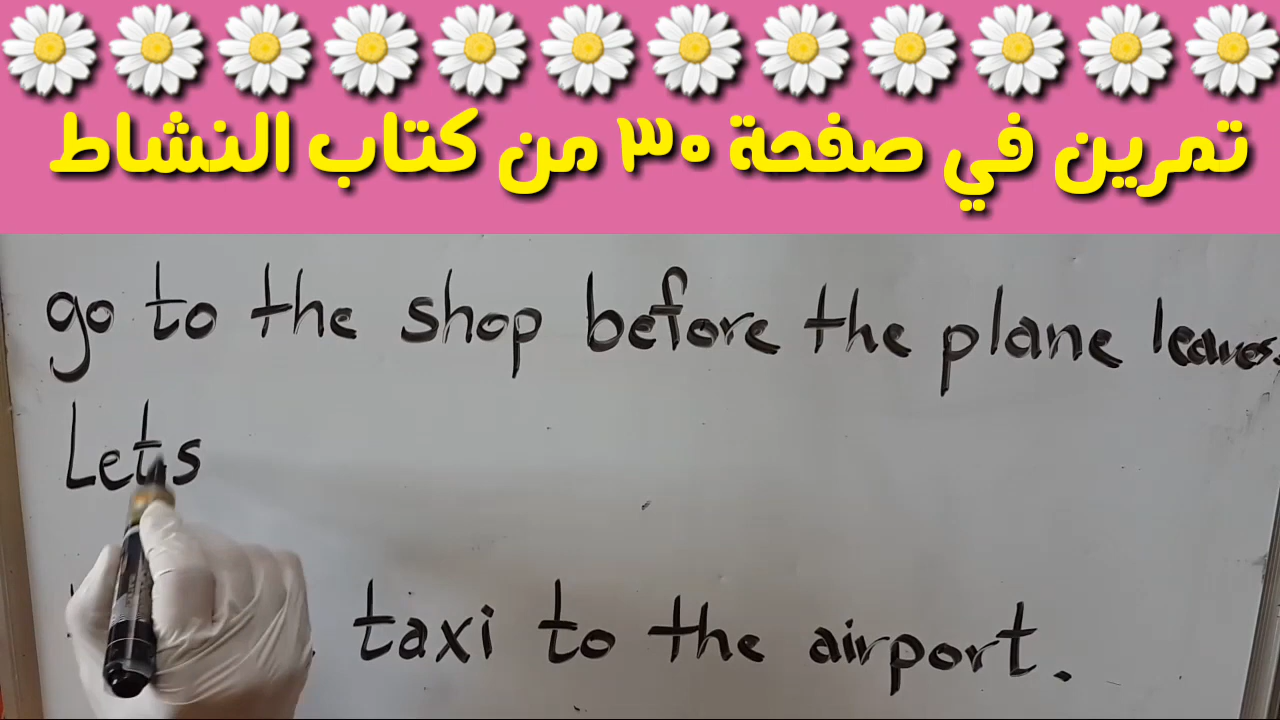 تمرين في صفحة ٣٠ من كتاب النشاط
go to the shop before the plane leaves.
Lets
taxi to the airport.